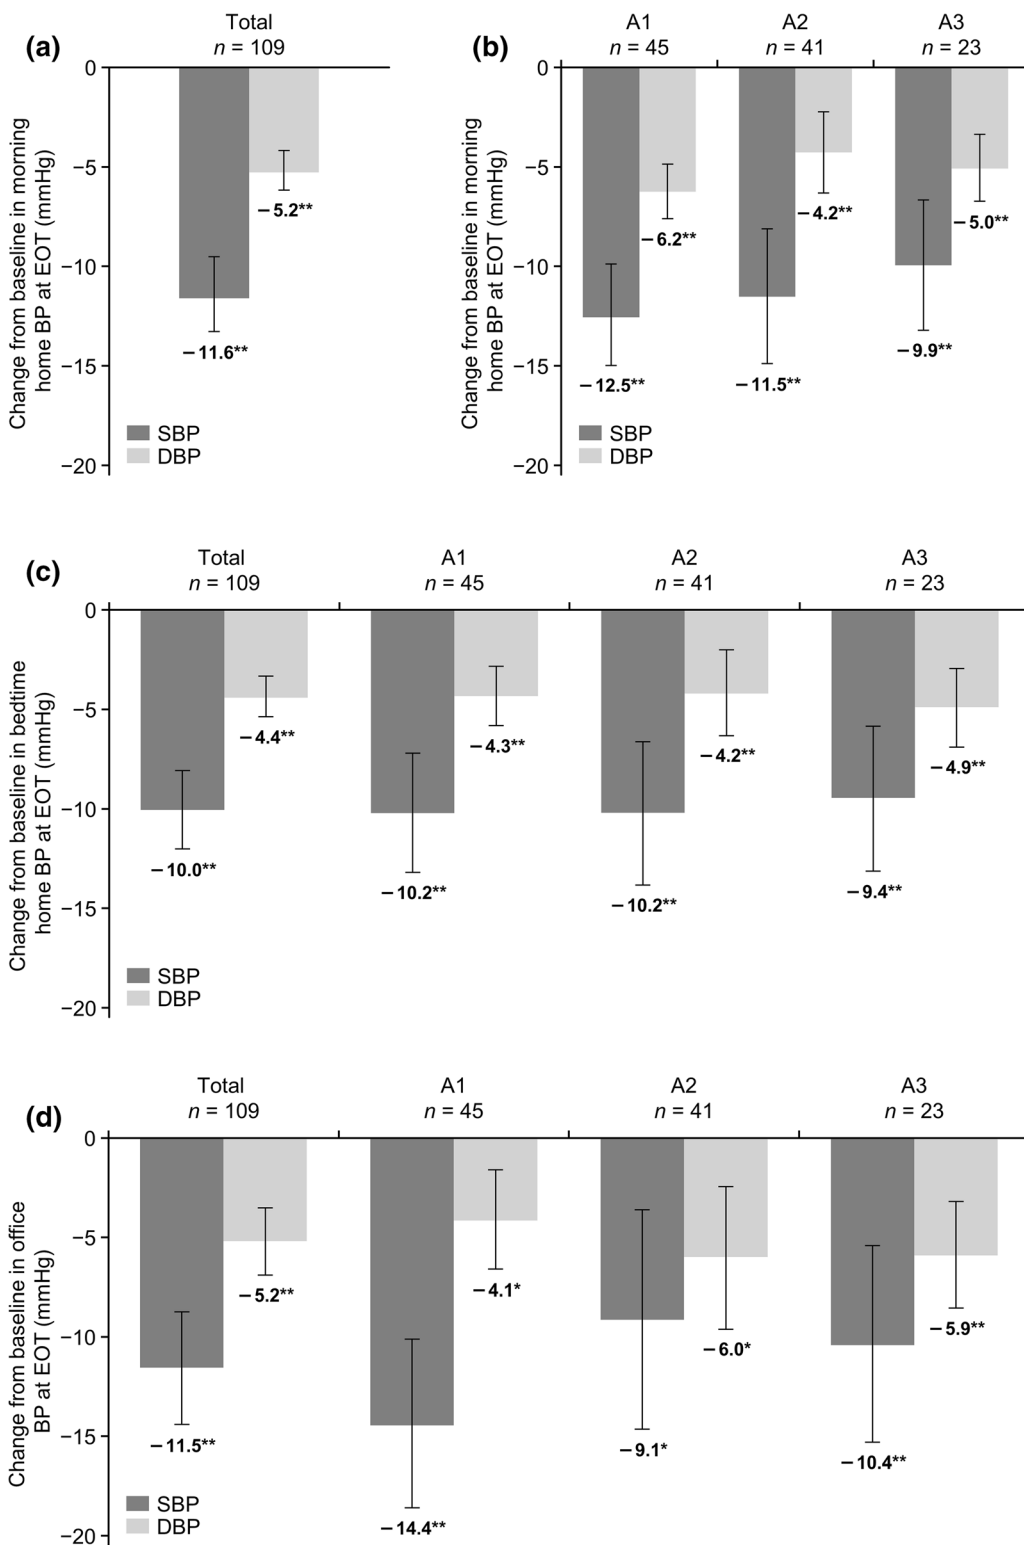 (a)
Total
n = 109
Change from baseline in morning
home BP at EOT (mmHg)
0
−5
−10
−15
−20
−5.2**
−11.6**
SBP
DBP
(b)
A1
n = 45
A2
n = 41
A3
n = 23
Change from baseline in morning
home BP at EOT (mmHg)
0
−5
−10
−15
−20
−12.5**
−6.2**
−11.5**
−4.2**
−9.9**
−5.0**
SBP
DBP
(c)
Total
n = 109
A1
n = 45
A2
n = 41
A3
n = 23
Change from baseline in bedtime
home BP at EOT (mmHg)
0
−5
−10
−15
−20
−10.0**
−4.4**
−10.2**
−4.3**
−10.2**
−4.2**
−9.4**
−4.9**
SBP
DBP
(d)
Total
n = 109
A1
n = 45
A2
n = 41
A3
n = 23
Change from baseline in office
BP at EOT (mmHg)
0
−5
−10
−15
−20
−11.5**
−5.2**
−14.4**
−4.1*
−9.1*
−6.0*
−10.4**
−5.9**
SBP
DBP